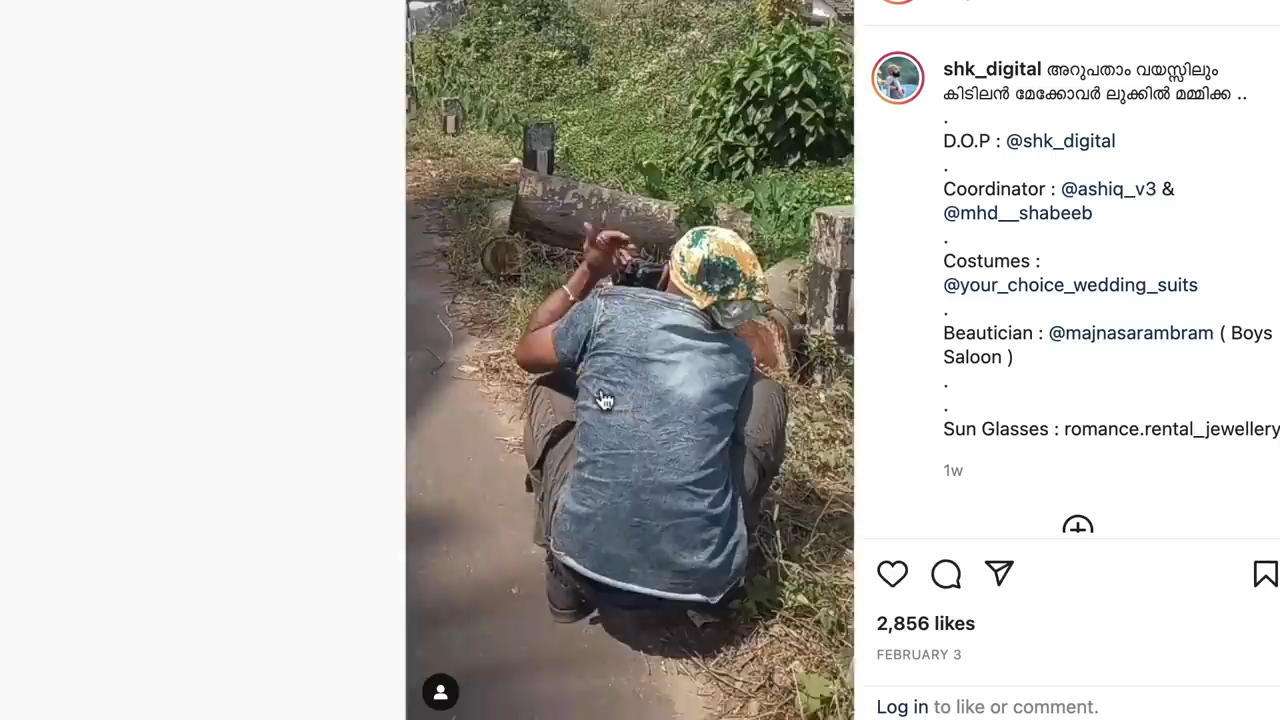 shk_digital അറുപതാം വയസ്സിലും
കിടിലൻ മേക്കോവർ ലുക്കിൽ മമ്മിക്ക ..
.
D.O.P : @shk_digital
.
Coordinator : @ashiq_v3 &
@mhd__shabeeb
.
Costumes :
@your_choice_wedding_suits
.
Beautician : @majnasarambram ( Boys
Saloon )
.
.
Sun Glasses : romance.rental_jewellery
1w
2,856 likes
FEBRUARY 3
Log in to like or comment.